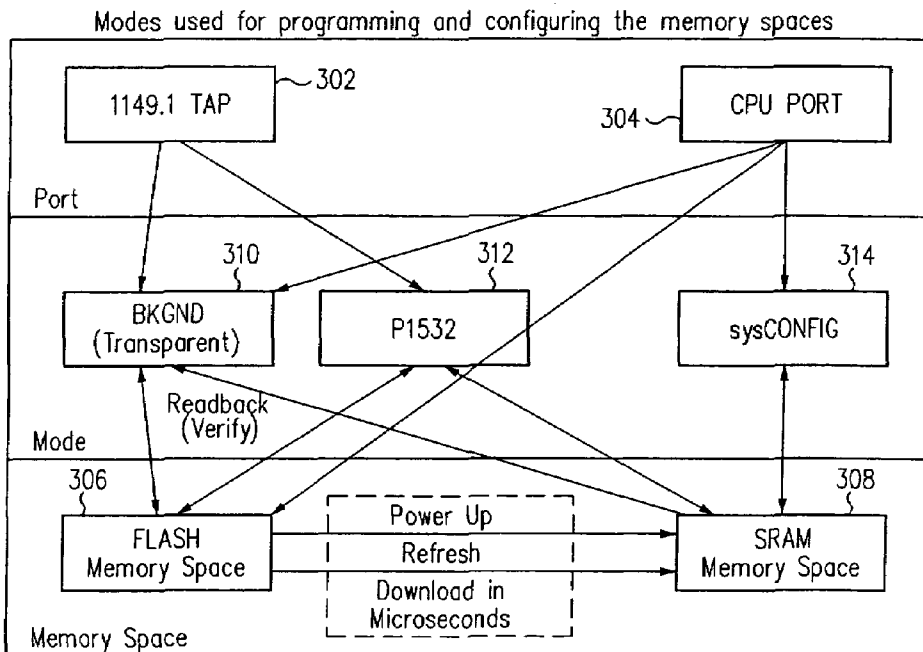 Modes used for programming and configuring the memory spaces
302
1149.1 TAP
304
CPU PORT
Port
310
312
314
BKGND
(Transparent)
P1532
sysCONFIG
Readback
(Verify)
Mode
306
308
FLASH
Memory Space
Power Up
Refresh
Download in
Microseconds
SRAM
Memory Space
Memory Space